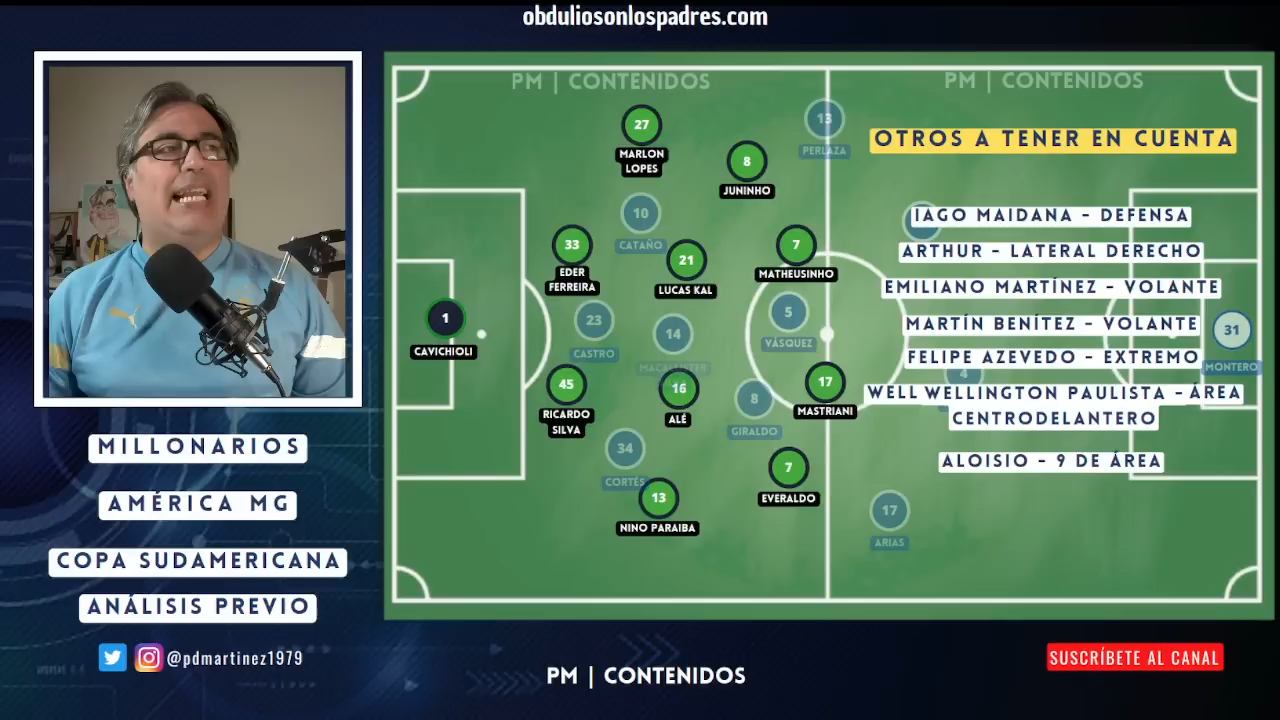 obduliosonlospadres.com
PM | CONTENIDOS
PM | CONTENIDOS
27
MARLON
LOPES
8
JUNINHO
13
PERLAZA
OTROS A TENER EN CUENTA
10
CATAÑO
33
EDER
FERREIRA
21
LUCAS KAL
7
MATHEUSINHO
IAGO MAIDANA - DEFENSA
ARTHUR - LATERAL DERECHO
EMILIANO MARTÍNEZ - VOLANTE
MARTÍN BENÍTEZ - VOLANTE
FELIPE AZEVEDO - EXTREMO
WELL WELLINGTON PAULISTA - ÁREA
CENTRODELANTERO
ALOISIO - 9 DE ÁREA
1
CAVICHIOLI
23
CASTRO
14
MACALISTER
5
VÁSQUEZ
31
MONTERO
4
45
RICARDO
SILVA
16
ALÉ
8
GIRALDO
17
MASTRIANI
34
CORTÉS
13
NINO PARAIBA
7
EVERALDO
17
ARIAS
MILLONARIOS
AMÉRICA MG
COPA SUDAMERICANA
ANÁLISIS PREVIO
@pdmartinez1979
PM | CONTENIDOS
SUSCRÍBETE AL CANAL